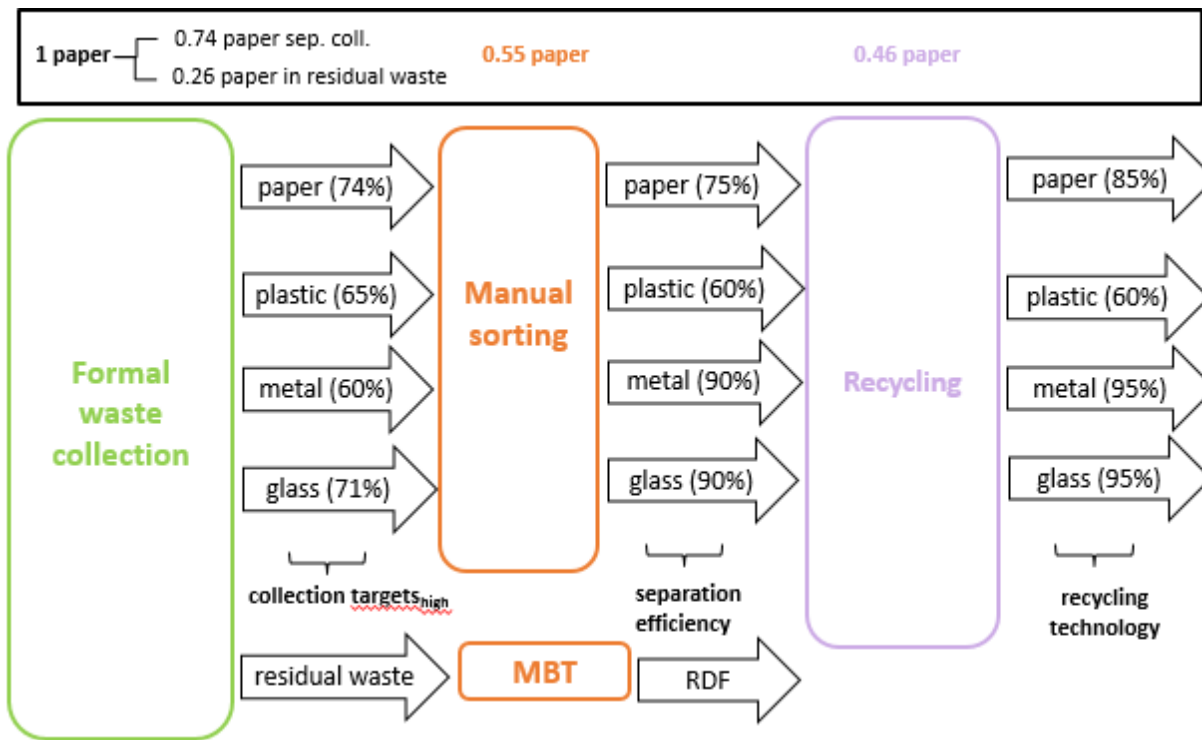 1 paper
0.74 paper sep. coll.
0.26 paper in residual waste
0.55 paper
0.46 paper
Formal
waste
collection
paper (74%)
plastic (65%)
metal (60%)
glass (71%)
collection targetshigh
residual waste
Manual
sorting
MBT
paper (75%)
plastic (60%)
metal (90%)
glass (90%)
separation
efficiency
RDF
Recycling
paper (85%)
plastic (60%)
metal (95%)
glass (95%)
recycling
technology